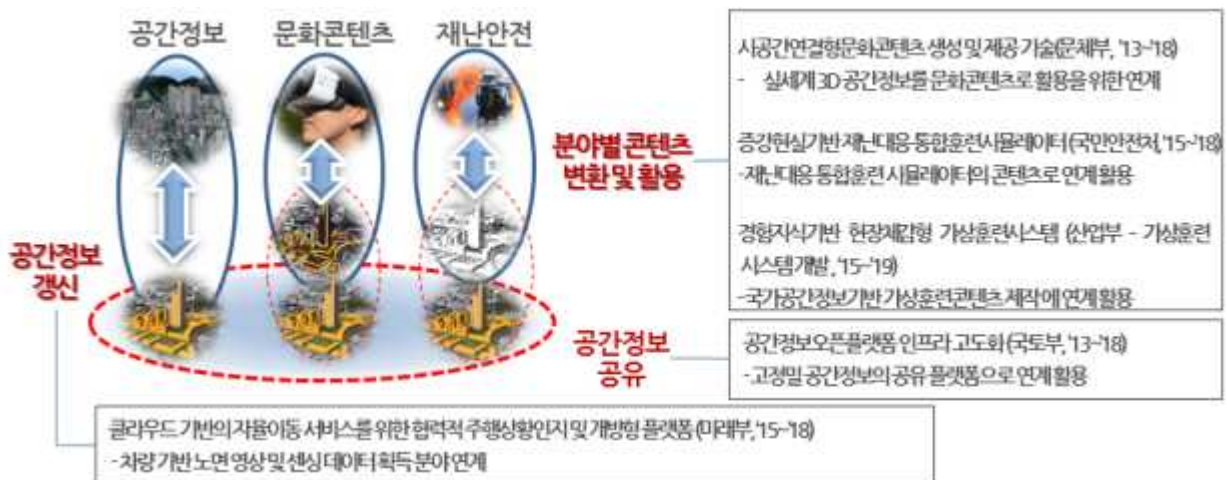 공간정보
문화콘텐츠
재난안전
시공간연결형문화콘텐츠 생성 및 제공 기술(문체부, '13~'18)
- 실세계 3D 공간정보를 문화콘텐츠로 활용을 위한 연계
증강현실기반 재난대응 통합훈련시뮬레이터 (국민안전처, '15~'18)
-재난대응 통합훈련 시뮬레이터의 콘텐츠로 연계 활용
경험지식기반 현장체감형 가상훈련시스템 (산업부 - 가상훈련
시스템 개발, '15~'19)
-국가공간정보기반 가상훈련콘텐츠 제작에 연계 활용
분야별 콘텐츠
변환 및 활용
공간정보
갱신
공간정보
공유
공간정보오픈플랫폼 인프라 고도화 (국토부, '13~'18)
-고정밀 공간정보의 공유 플랫폼으로 연계 활용
클라우드 기반의 자율이동 서비스를 위한 협력적 주행상황인지 및 개방형 플랫폼 (미래부, '15~'18)
-차량 기반 노면 영상 및 센싱 데이터 획득 분야 연계